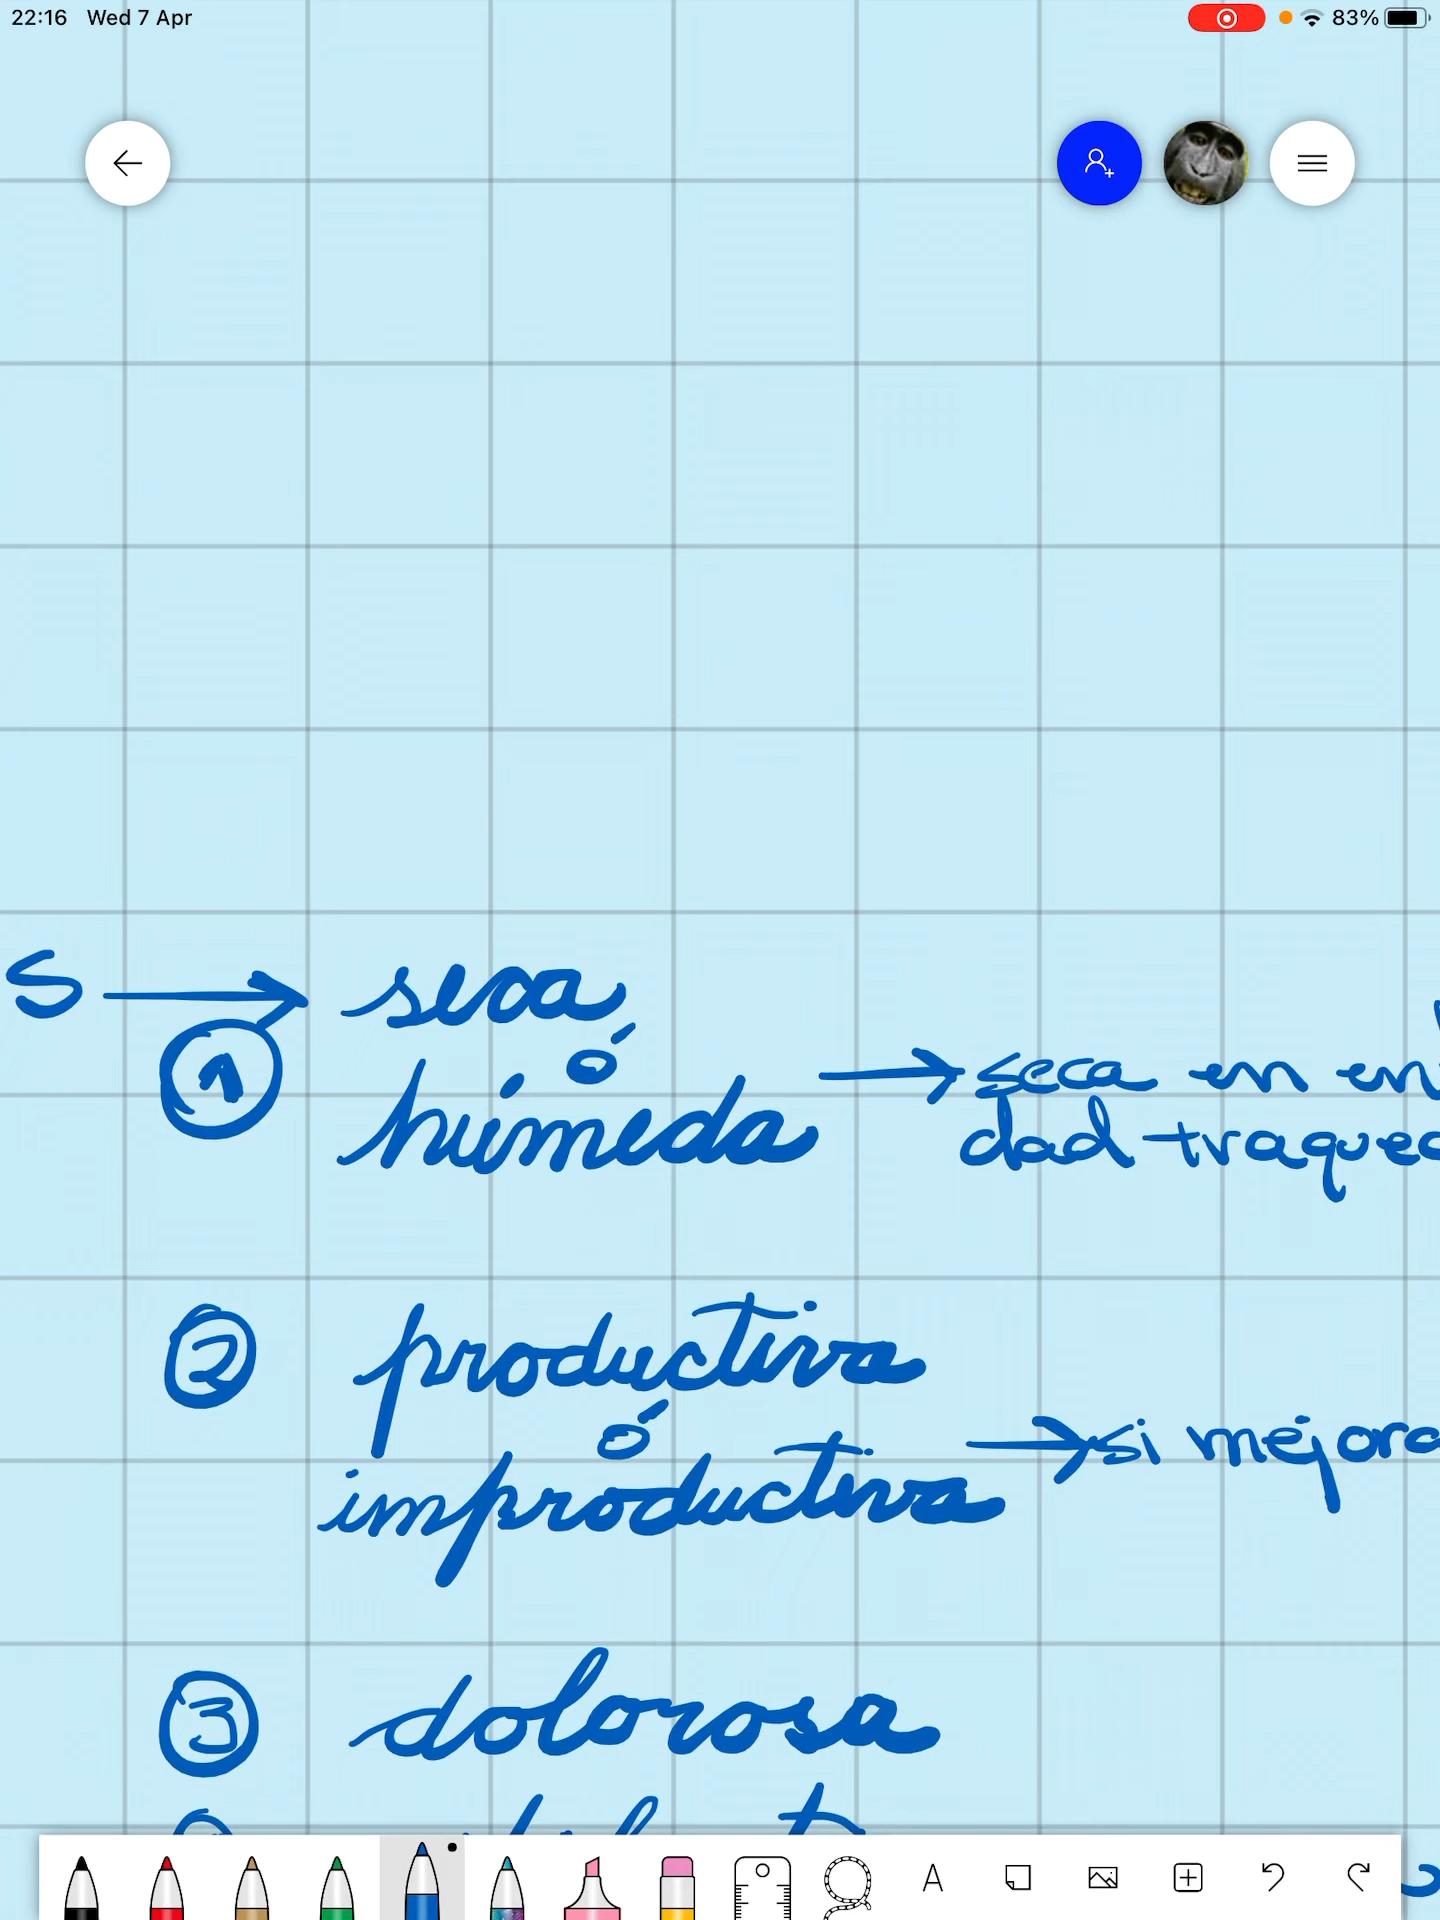 22:16 Wed 7 Apr 83%
S → seca
①
ó
húmeda → seca en en
dad traquea
② productiva
ó
improductiva → si mejora
③ dolorosa
A